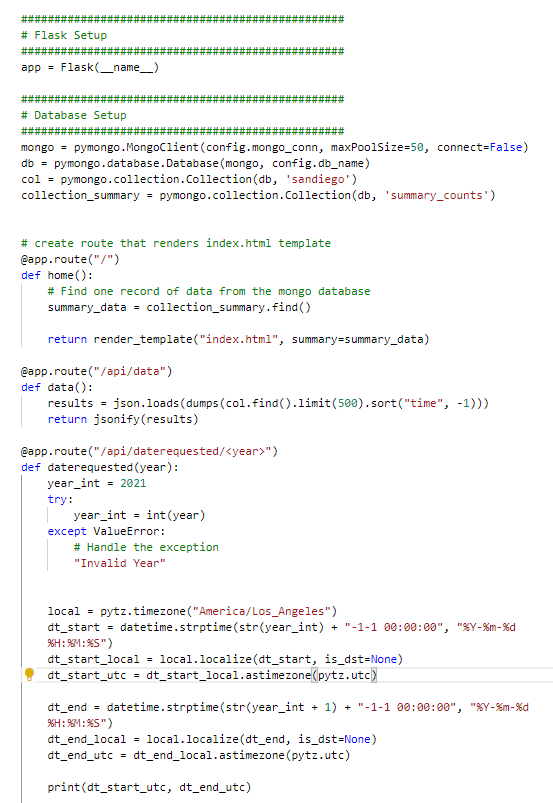 #################################################
# Flask Setup
#################################################
app = Flask(__name__)
#################################################
# Database Setup
#################################################
mongo = pymongo.MongoClient(config.mongo_conn, maxPoolSize=50, connect=False)
db = pymongo.database.Database(mongo, config.db_name)
col = pymongo.collection.Collection(db, 'sandiego')
collection_summary = pymongo.collection.Collection(db, 'summary_counts')
# create route that renders index.html template
@app.route("/")
def home():
# Find one record of data from the mongo database
summary_data = collection_summary.find()
return render_template("index.html", summary=summary_data)
@app.route("/api/data")
def data():
results = json.loads(dumps(col.find().limit(500).sort("time", -1)))
return jsonify(results)
@app.route("/api/daterequested/<year>")
def daterequested(year):
year_int = 2021
try:
year_int = int(year)
except ValueError:
# Handle the exception
"Invalid Year"
local = pytz.timezone("America/Los_Angeles")
dt_start = datetime.strptime(str(year_int) + "-1-1 00:00:00", "%Y-%m-%d
%H:%M:%S")
dt_start_local = local.localize(dt_start, is_dst=None)
dt_start_utc = dt_start_local.astimezone(pytz.utc)
dt_end = datetime.strptime(str(year_int + 1) + "-1-1 00:00:00", "%Y-%m-%d
%H:%M:%S")
dt_end_local = local.localize(dt_end, is_dst=None)
dt_end_utc = dt_end_local.astimezone(pytz.utc)
print(dt_start_utc, dt_end_utc)